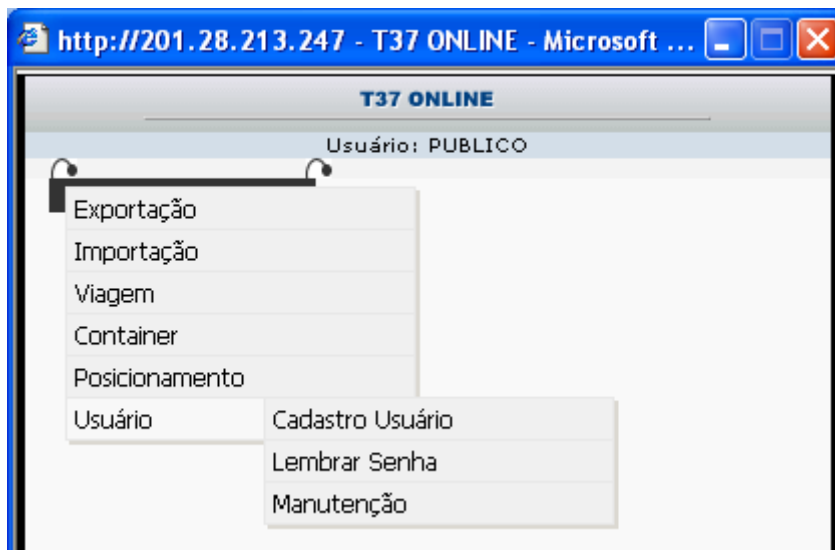 http://201.28.213.247 - T37 ONLINE - Microsoft ...
T37 ONLINE
Usuário: PUBLICO
Exportação
Importação
Viagem
Container
Posicionamento
Usuário
Cadastro Usuário
Lembrar Senha
Manutenção